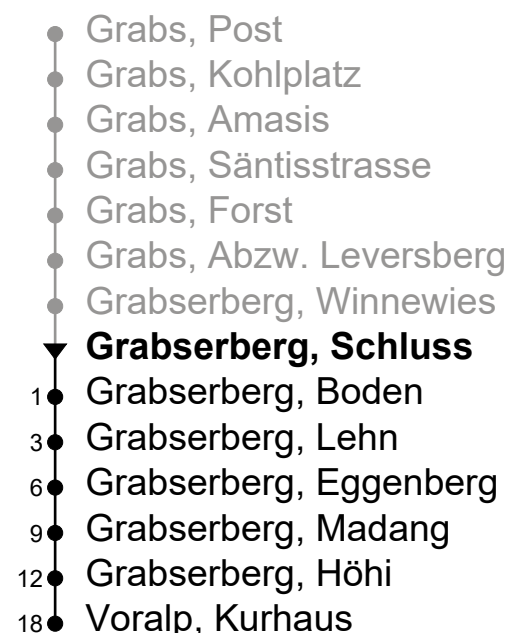 Grabs, Post
Grabs, Kohlplatz
Grabs, Amasis
Grabs, Säntisstrasse
Grabs, Forst
Grabs, Abzw. Leversberg
Grabserberg, Winnewies
Grabserberg, Schluss
1 Grabserberg, Boden
3 Grabserberg, Lehn
6 Grabserberg, Eggenberg
9 Grabserberg, Madang
12 Grabserberg, Höhi
18 Voralp, Kurhaus